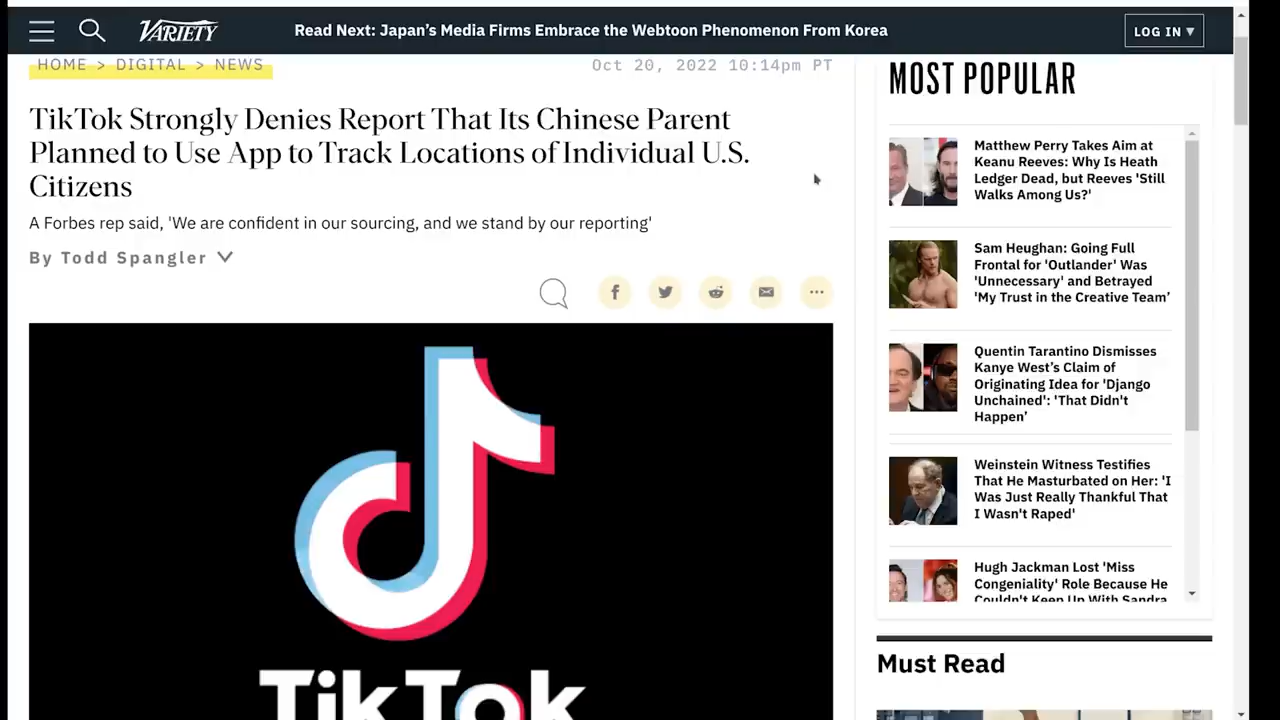 VARIETY
Read Next: Japan's Media Firms Embrace the Webtoon Phenomenon From Korea
LOG IN ▾
HOME > DIGITAL > NEWS
Oct 20, 2022 10:14pm PT
TikTok Strongly Denies Report That Its Chinese Parent
Planned to Use App to Track Locations of Individual U.S.
Citizens
A Forbes rep said, 'We are confident in our sourcing, and we stand by our reporting'
By Todd Spangler
TikTok
MOST POPULAR
Matthew Perry Takes Aim at
Keanu Reeves: Why Is Heath
Ledger Dead, but Reeves 'Still
Walks Among Us?'
Sam Heughan: Going Full
Frontal for 'Outlander' Was
'Unnecessary' and Betrayed
'My Trust in the Creative Team'
Quentin Tarantino Dismisses
Kanye West's Claim of
Originating Idea for 'Django
Unchained': 'That Didn't
Happen'
Weinstein Witness Testifies
That He Masturbated on Her: 'I
Was Just Really Thankful That
I Wasn't Raped'
Hugh Jackman Lost 'Miss
Congeniality' Role Because He
Couldn't Keep Up With Sandra
Must Read